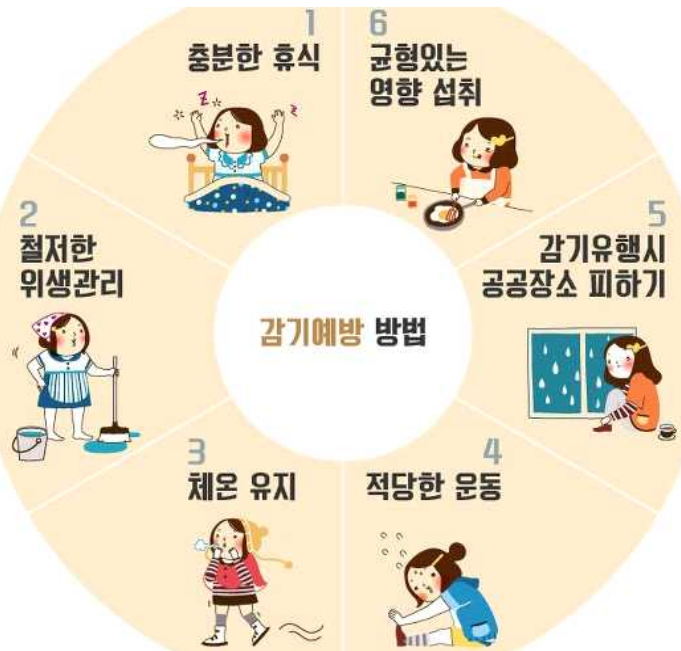 감기예방 방법
1
충분한 휴식
2
철저한
위생관리
3
체온 유지
4
적당한 운동
5
감기유행시
공공장소 피하기
6
균형있는
영향 섭취
z
z